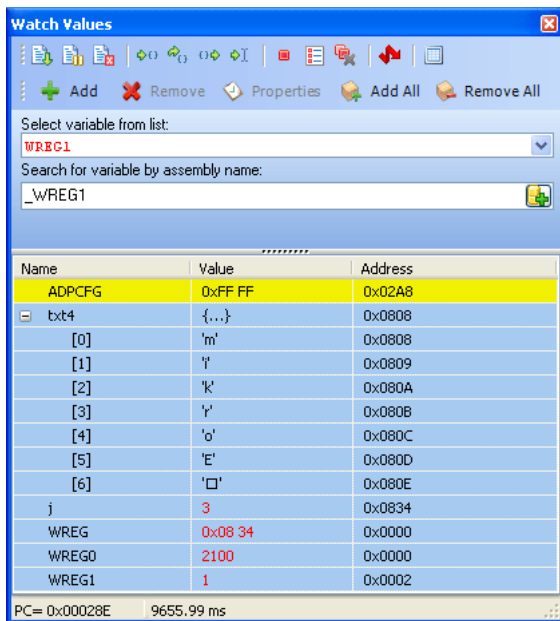 Watch Values
Add Remove Properties Add All Remove All
Select variable from list:
WREG1
Search for variable by assembly name:
_WREG1
Name Value Address
ADPCFG 0xFF FF 0x02A8
txt4 {...} 0x0808
[0] 'm' 0x0808
[1] 'i' 0x0809
[2] 'k' 0x080A
[3] 'r' 0x080B
[4] 'o' 0x080C
[5] 'E' 0x080D
[6] '□' 0x080E
j 3 0x0834
WREG 0x08 34 0x0000
WREG0 2100 0x0000
WREG1 1 0x0002
PC= 0x00028E 9655.99 ms